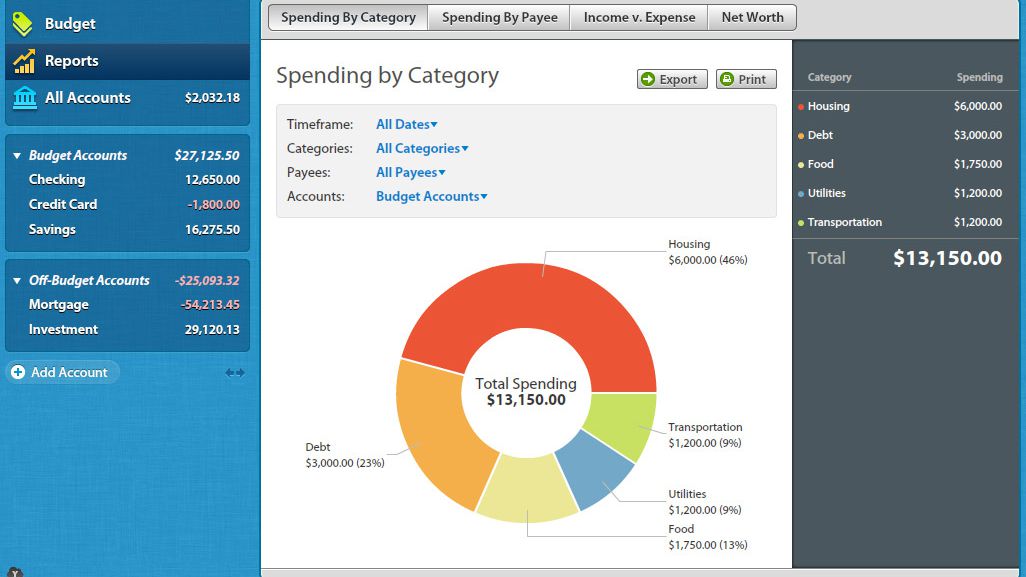 Budget
Reports
All Accounts $2,032.18
Budget Accounts $27,125.50
Checking 12,650.00
Credit Card -1,800.00
Savings 16,275.50
Off-Budget Accounts -$25,093.32
Mortgage -54,213.45
Investment 29,120.13
Add Account
Spending By Category Spending By Payee Income v. Expense Net Worth
Spending by Category
Export Print
Timeframe: All Dates
Categories: All Categories
Payees: All Payees
Accounts: Budget Accounts
Housing
$6,000.00 (46%)
Total Spending
$13,150.00
Transportation
$1,200.00 (9%)
Debt
$3,000.00 (23%)
Utilities
$1,200.00 (9%)
Food
$1,750.00 (13%)
Category Spending
Housing $6,000.00
Debt $3,000.00
Food $1,750.00
Utilities $1,200.00
Transportation $1,200.00
Total $13,150.00